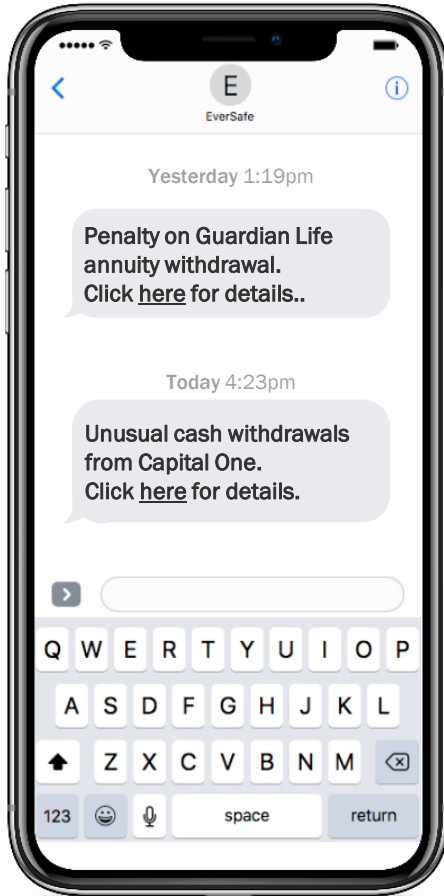 E
EverSafe
Yesterday 1:19pm
Penalty on Guardian Life
annuity withdrawal.
Click here for details..
Today 4:23pm
Unusual cash withdrawals
from Capital One.
Click here for details.
Q W E R T Y U I O P
A S D F G H J K L
Z X C V B N M
123 space return